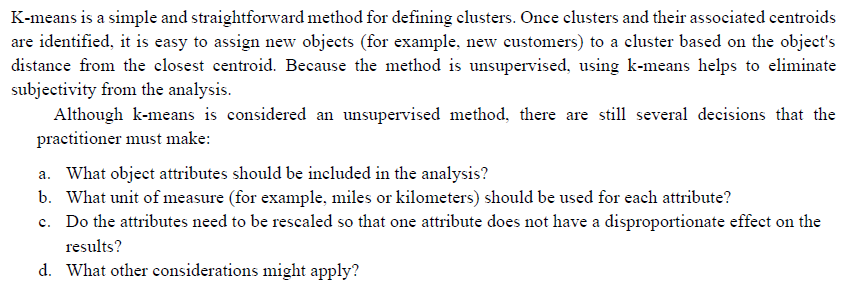 K-means is a simple and straightforward method for defining clusters. Once clusters and their associated centroids
are identified, it is easy to assign new objects (for example, new customers) to a cluster based on the object's
distance from the closest centroid. Because the method is unsupervised, using k-means helps to eliminate
subjectivity from the analysis.
Although k-means is considered an unsupervised method, there are still several decisions that the
practitioner must make:
a. What object attributes should be included in the analysis?
b. What unit of measure (for example, miles or kilometers) should be used for each attribute?
c. Do the attributes need to be rescaled so that one attribute does not have a disproportionate effect on the
results?
d. What other considerations might apply?